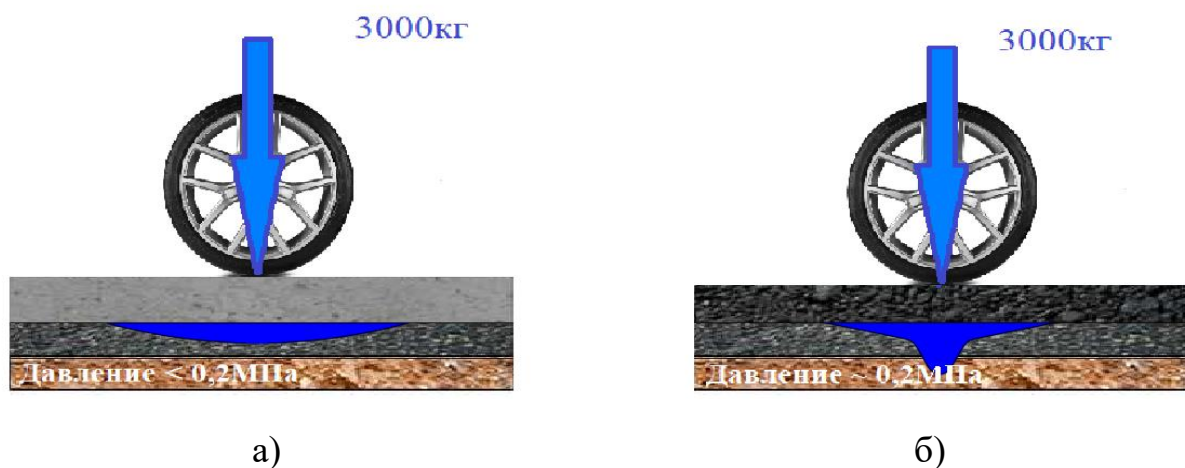 3000кг
3000кг
Давление < 0,2МПа
Давление ~ 0,2МПа
а)
б)